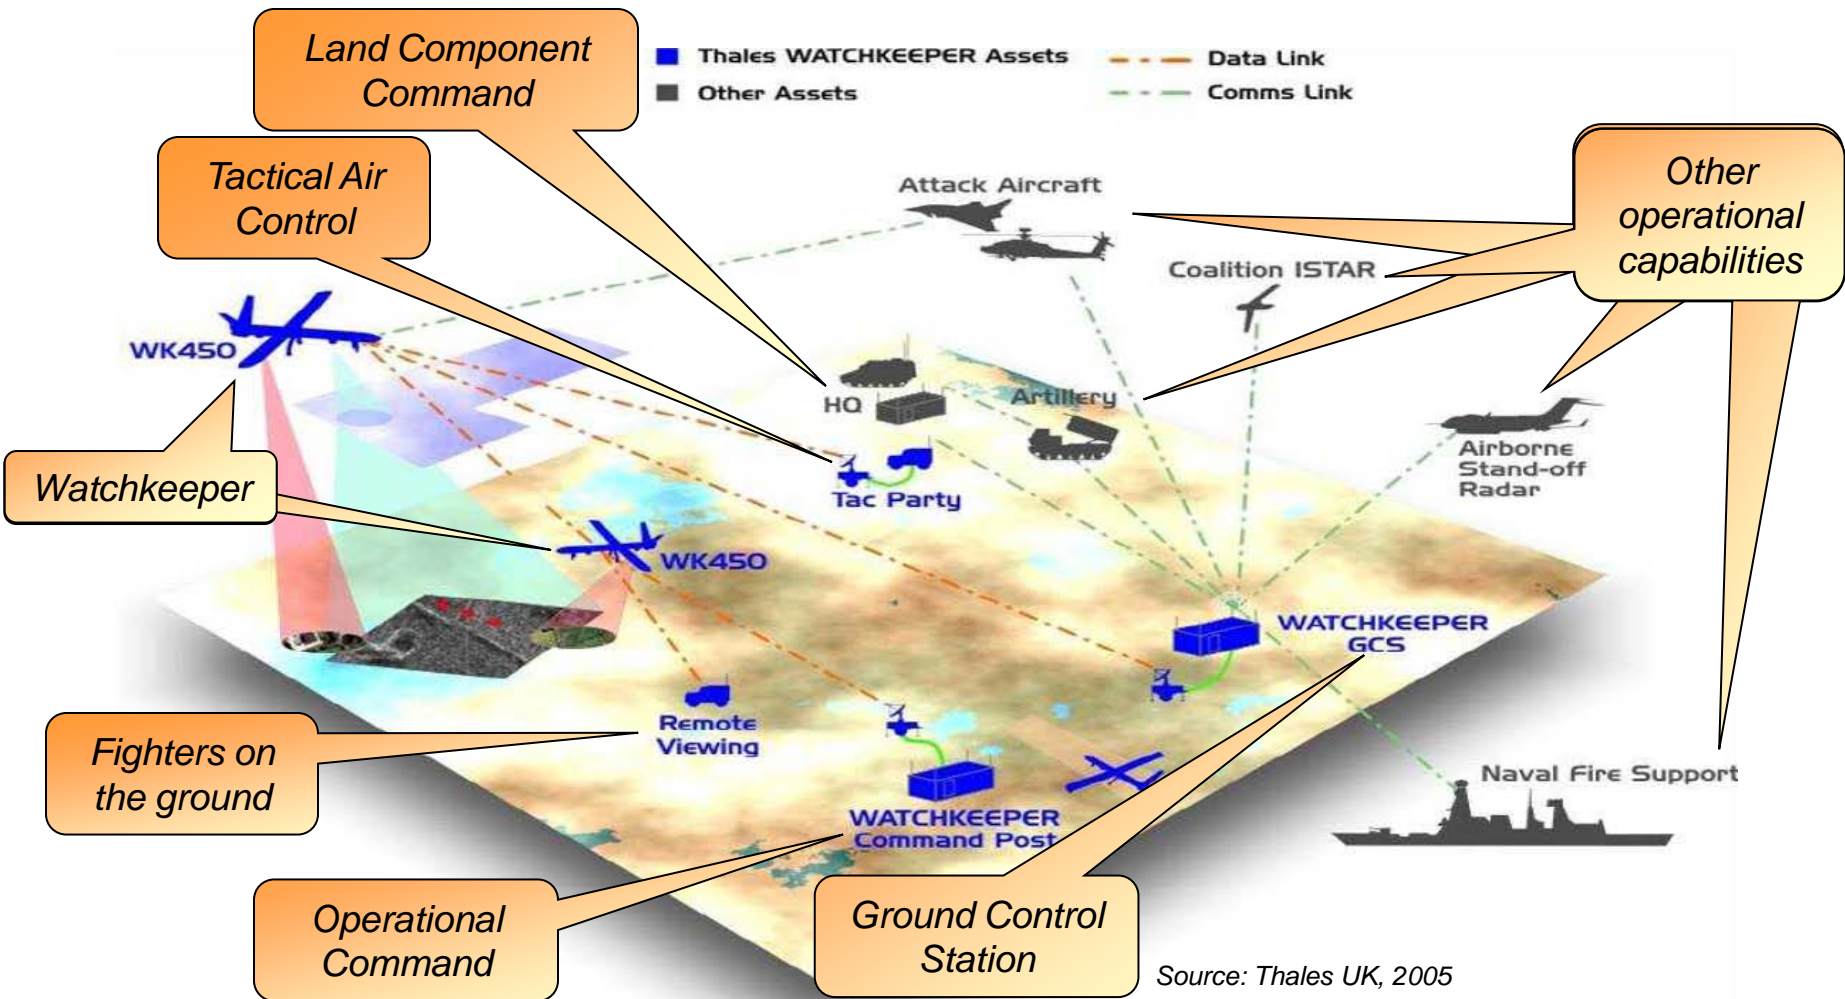 Land Component
Command
Thales WATCHKEEPER Assets
Data Link
Other Assets
Comms Link
Tactical Air
Control
Attack Aircraft
Other
operational
capabilities
Coalition ISTAR
WK450
HQ
Artillery
Airborne
Stand-off
Radar
Watchkeeper
Tac Party
WK450
WATCHKEEPER
GCS
Remote
Viewing
Fighters on
the ground
Naval Fire Support
WATCHKEEPER
Command Post
Operational
Command
Ground Control
Station
Source: Thales UK, 2005